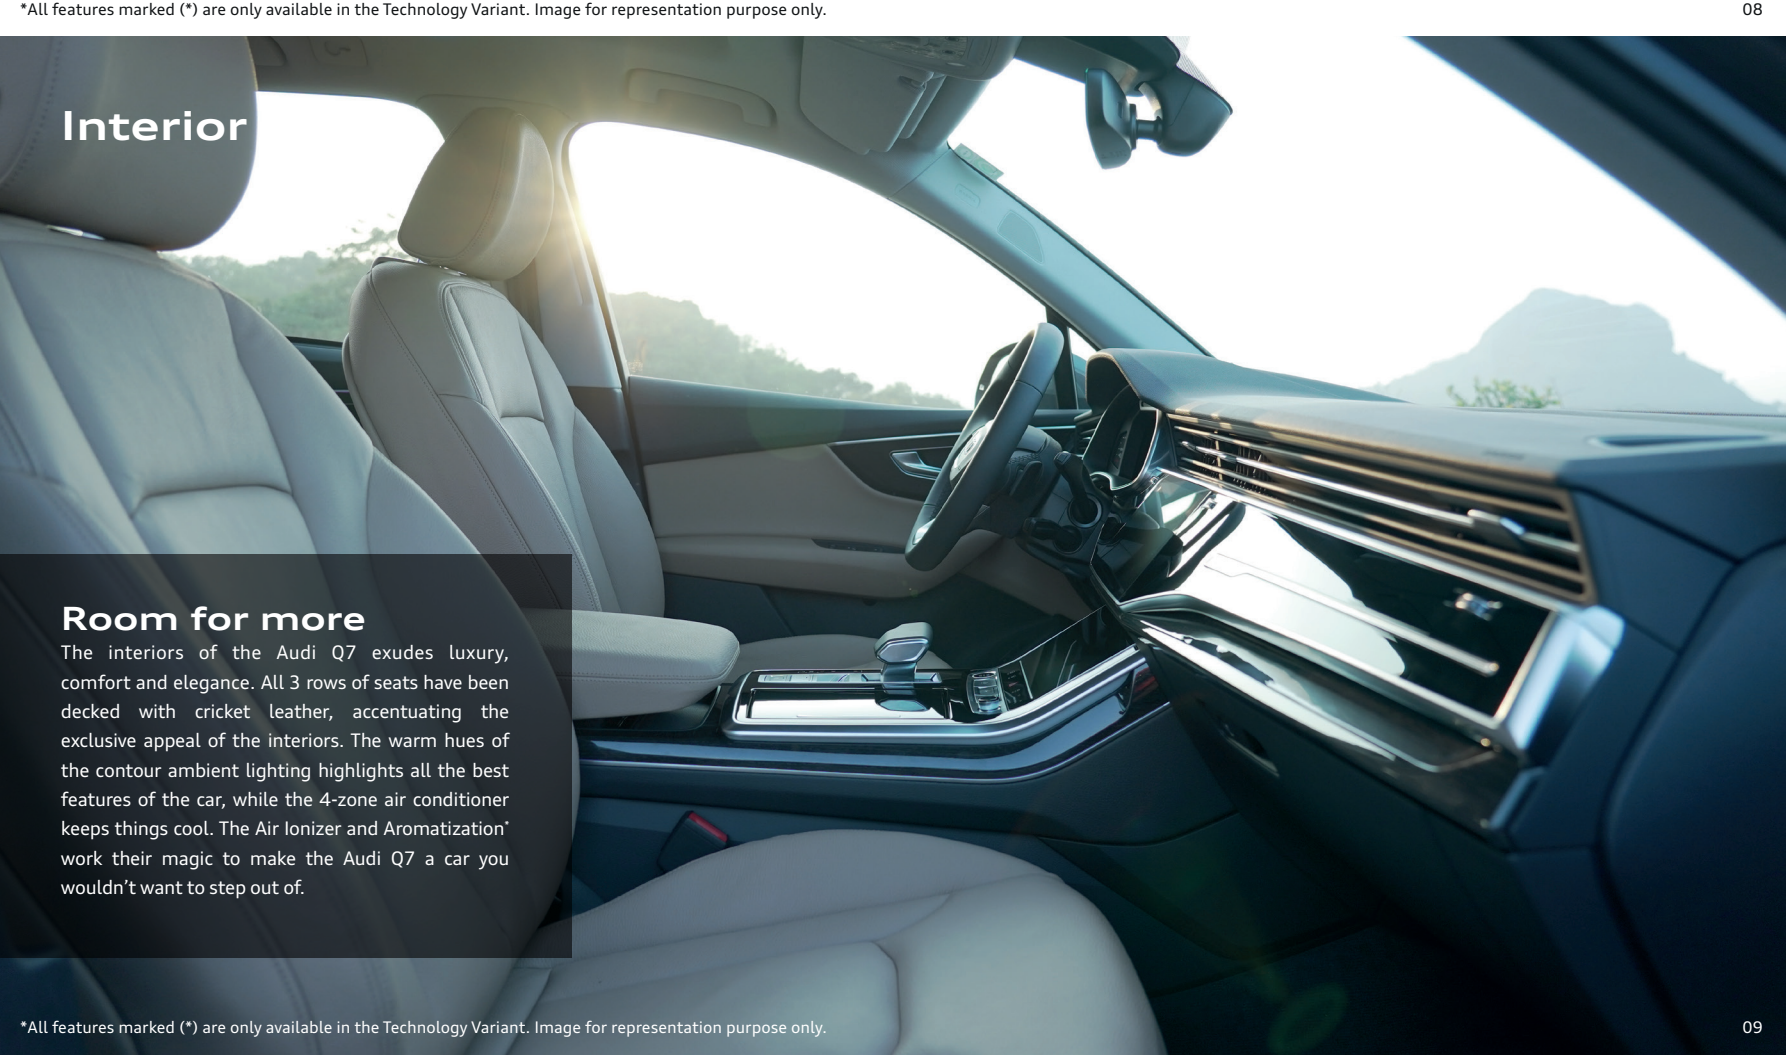 *All features marked (*) are only available in the Technology Variant. Image for representation purpose only.
08
Interior
Room for more
The interiors of the Audi Q7 exudes luxury,
comfort and elegance. All 3 rows of seats have been
decked with cricket leather, accentuating the
exclusive appeal of the interiors. The warm hues of
the contour ambient lighting highlights all the best
features of the car, while the 4-zone air conditioner
keeps things cool. The Air Ionizer and Aromatization*
work their magic to make the Audi Q7 a car you
wouldn’t want to step out of.
*All features marked (*) are only available in the Technology Variant. Image for representation purpose only.
09